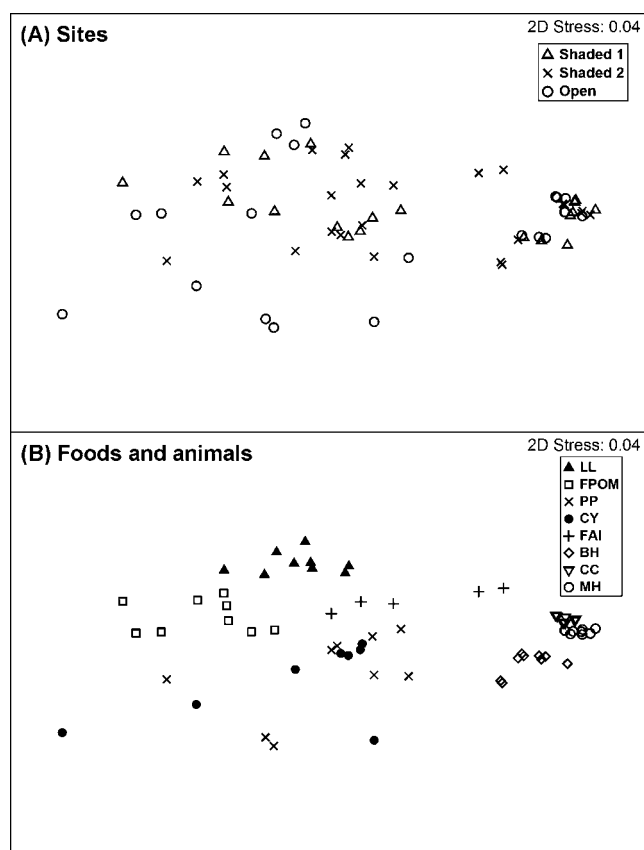 (A) Sites
2D Stress: 0.04
Shaded 1
Shaded 2
Open
(B) Foods and animals
2D Stress: 0.04
LL
FPOM
PP
CY
FAI
BH
CC
MH